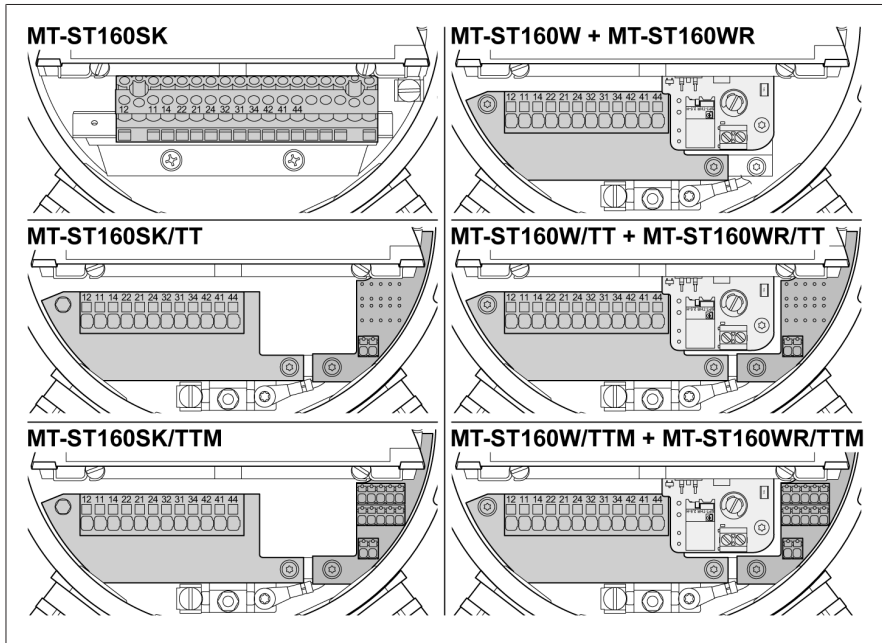 MT-ST160SK
12 11 14 22 21 24 32 31 34 42 41 44
MT-ST160W + MT-ST160WR
12 11 14 22 21 24 32 31 34 42 41 44
MT-ST160SK/TT
12 11 14 22 21 24 32 31 34 42 41 44
MT-ST160W/TT + MT-ST160WR/TT
12 11 14 22 21 24 32 31 34 42 41 44
MT-ST160SK/TTM
12 11 14 22 21 24 32 31 34 42 41 44
MT-ST160W/TTM + MT-ST160WR/TTM
12 11 14 22 21 24 32 31 34 42 41 44